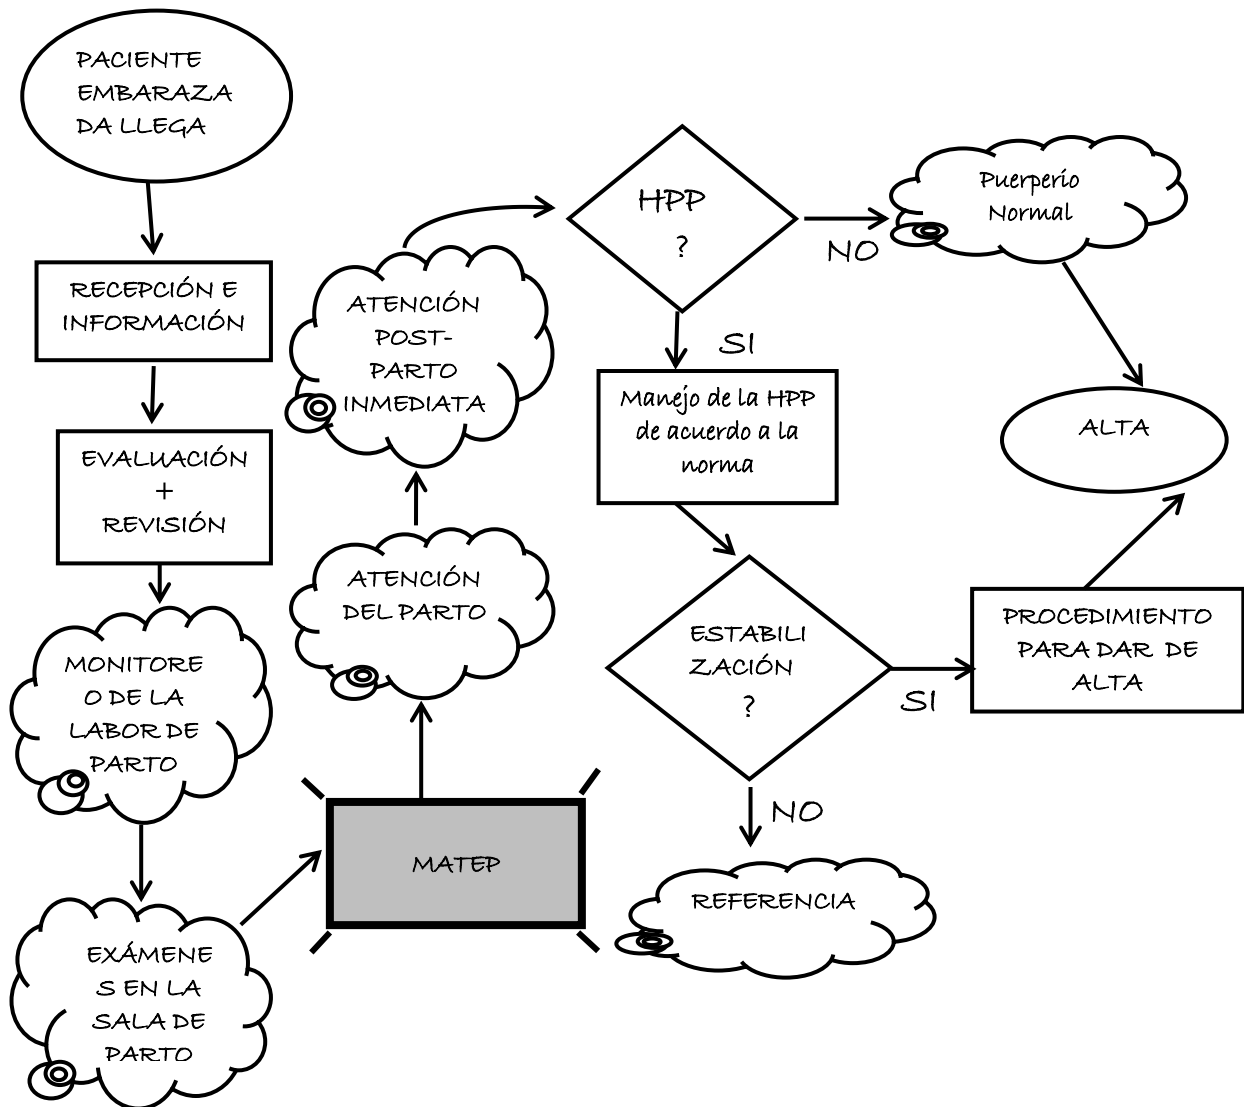 PACIENTE
EMBARAZA
DA LLEGA
RECEPCIÓN E
INFORMACIÓN
EVALUACIÓN
+
REVISIÓN
MONITORE
O DE LA
LABOR DE
PARTO
EXÁMENE
S EN LA
SALA DE
PARTO
MATEP
ATENCIÓN
DEL PARTO
ATENCIÓN
POST-
PARTO
INMEDIATA
HPP
?
NO
Puerperio
Normal
SI
Manejo de la HPP
de acuerdo a la
norma
ESTABILI
ZACIÓN
?
SI
PROCEDIMIENTO
PARA DAR DE
ALTA
ALTA
NO
REFERENCIA